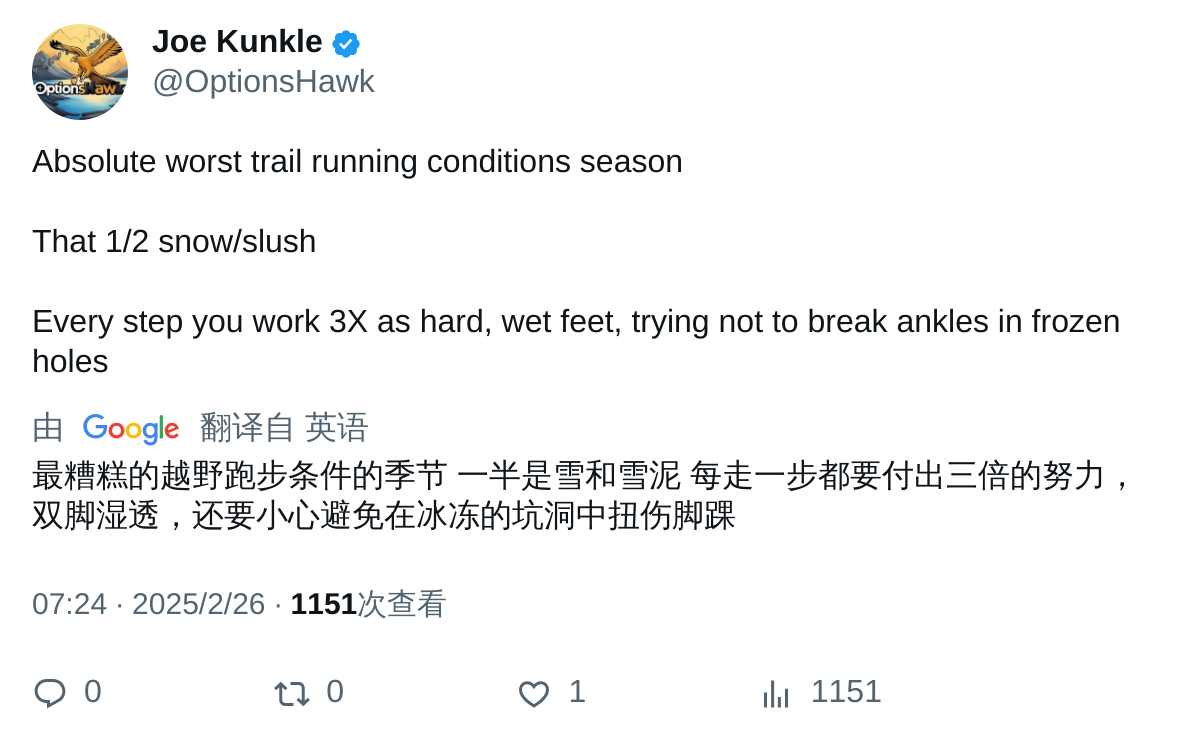 Joe Kunkle
@OptionsHawk
OptionsHawk
Absolute worst trail running conditions season
That 1/2 snow/slush
Every step you work 3X as hard, wet feet, trying not to break ankles in frozen
holes
由 Google 翻译自 英语
最糟糕的越野跑步条件的季节 一半是雪和雪泥 每走一步都要付出三倍的努力，
双脚湿透，还要小心避免在冰冻的坑洞中扭伤脚踝
07:24 · 2025/2/26 · 1151次查看
0 0 1 1151